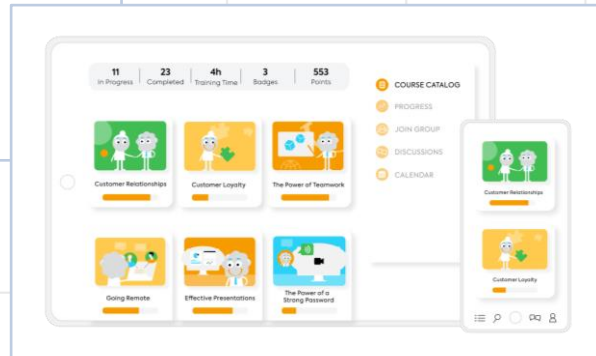 11 23 4h 3 553
In Progress Completed Training Time Badges Points
COURSE CATALOG
PROGRESS
JOIN GROUP
DISCUSSIONS
CALENDAR
Customer Relationships Customer Loyalty The Power of Teamwork
Going Remote Effective Presentations The Power of a
Strong Password
Customer Relationships
Customer Loyalty